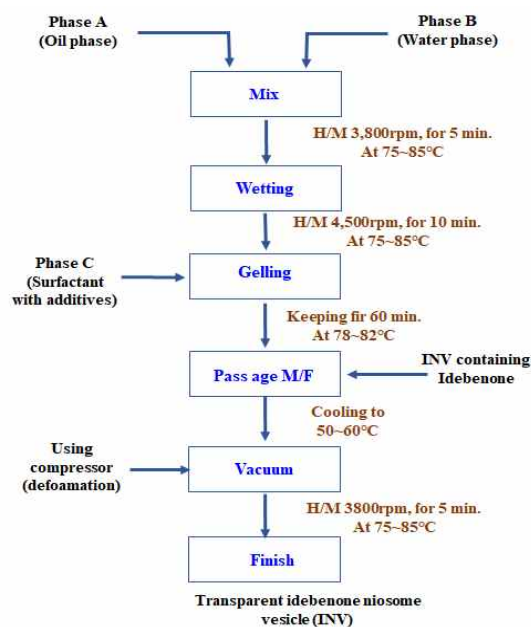 Phase A
(Oil phase)
Phase B
(Water phase)
Mix
H/M 3,800rpm, for 5 min.
At 75~85°C
Wetting
H/M 4,500rpm, for 10 min.
At 75~85°C
Phase C
(Surfactant
with additives)
Gelling
Keeping fir 60 min.
At 78~82°C
Pass age M/F
INV containing
Idebenone
Cooling to
50~60°C
Using
compressor
(defoamation)
Vacuum
H/M 3800rpm, for 5 min.
At 75~85°C
Finish
Transparent idebenone niosome
vesicle (INV)